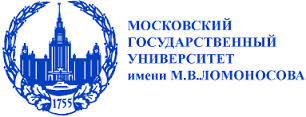 МОСКОВСКИЙ
ГОСУДАРСТВЕННЫЙ
УНИВЕРСИТЕТ
имени М.В.ЛОМОНОСОВА
1755